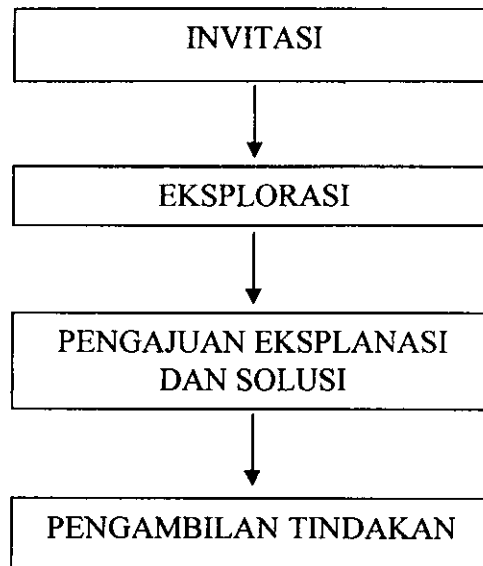 INVITASI
EKSPLORASI
PENGAJUAN EKSPLANASI
DAN SOLUSI
PENGAMBILAN TINDAKAN